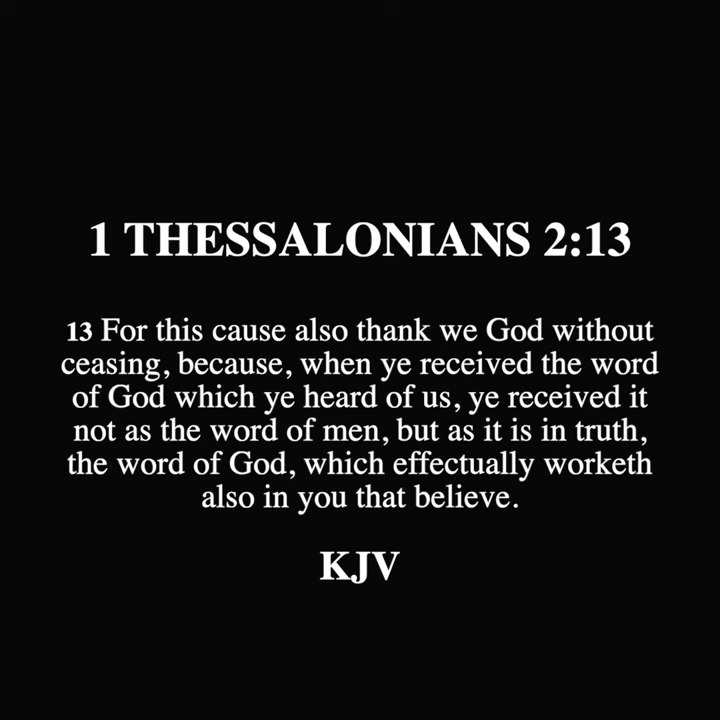 1 THESSALONIANS 2:13
13 For this cause also thank we God without
ceasing, because, when ye received the word
of God which ye heard of us, ye received it
not as the word of men, but as it is in truth,
the word of God, which effectually worketh
also in you that believe.
KJV